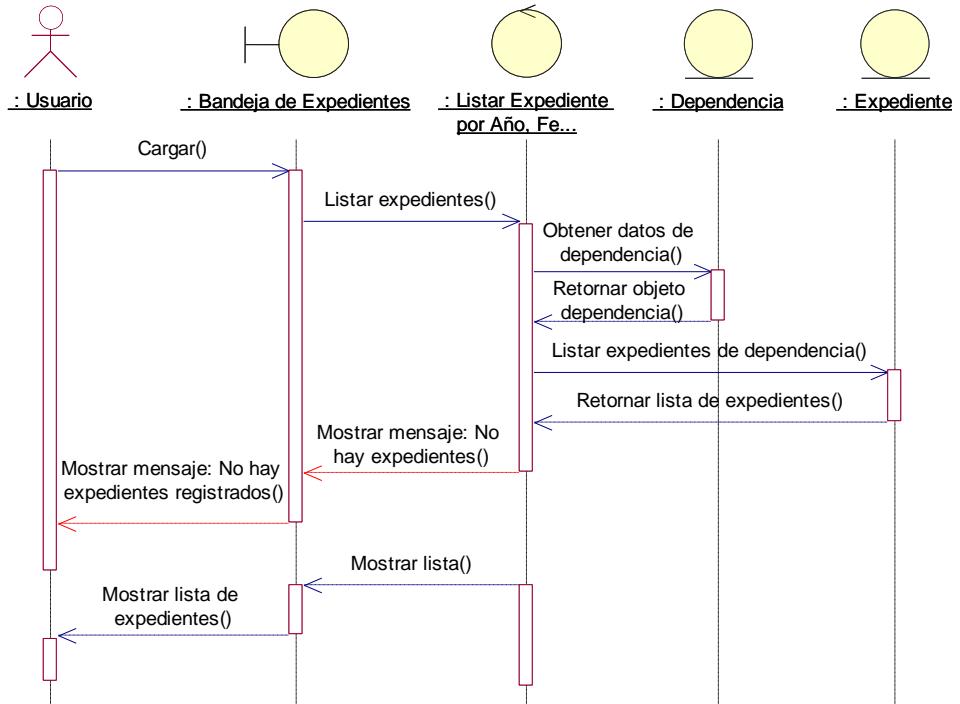 : Usuario
: Bandeja de Expedientes
: Listar Expediente
por Año, Fe...
: Dependencia
: Expediente
Cargar()
Listar expedientes()
Obtener datos de
dependencia()
Retornar objeto
dependencia()
Listar expedientes de dependencia()
Retornar lista de expedientes()
Mostrar mensaje: No
hay expedientes()
Mostrar mensaje: No hay
expedientes registrados()
Mostrar lista()
Mostrar lista de
expedientes()